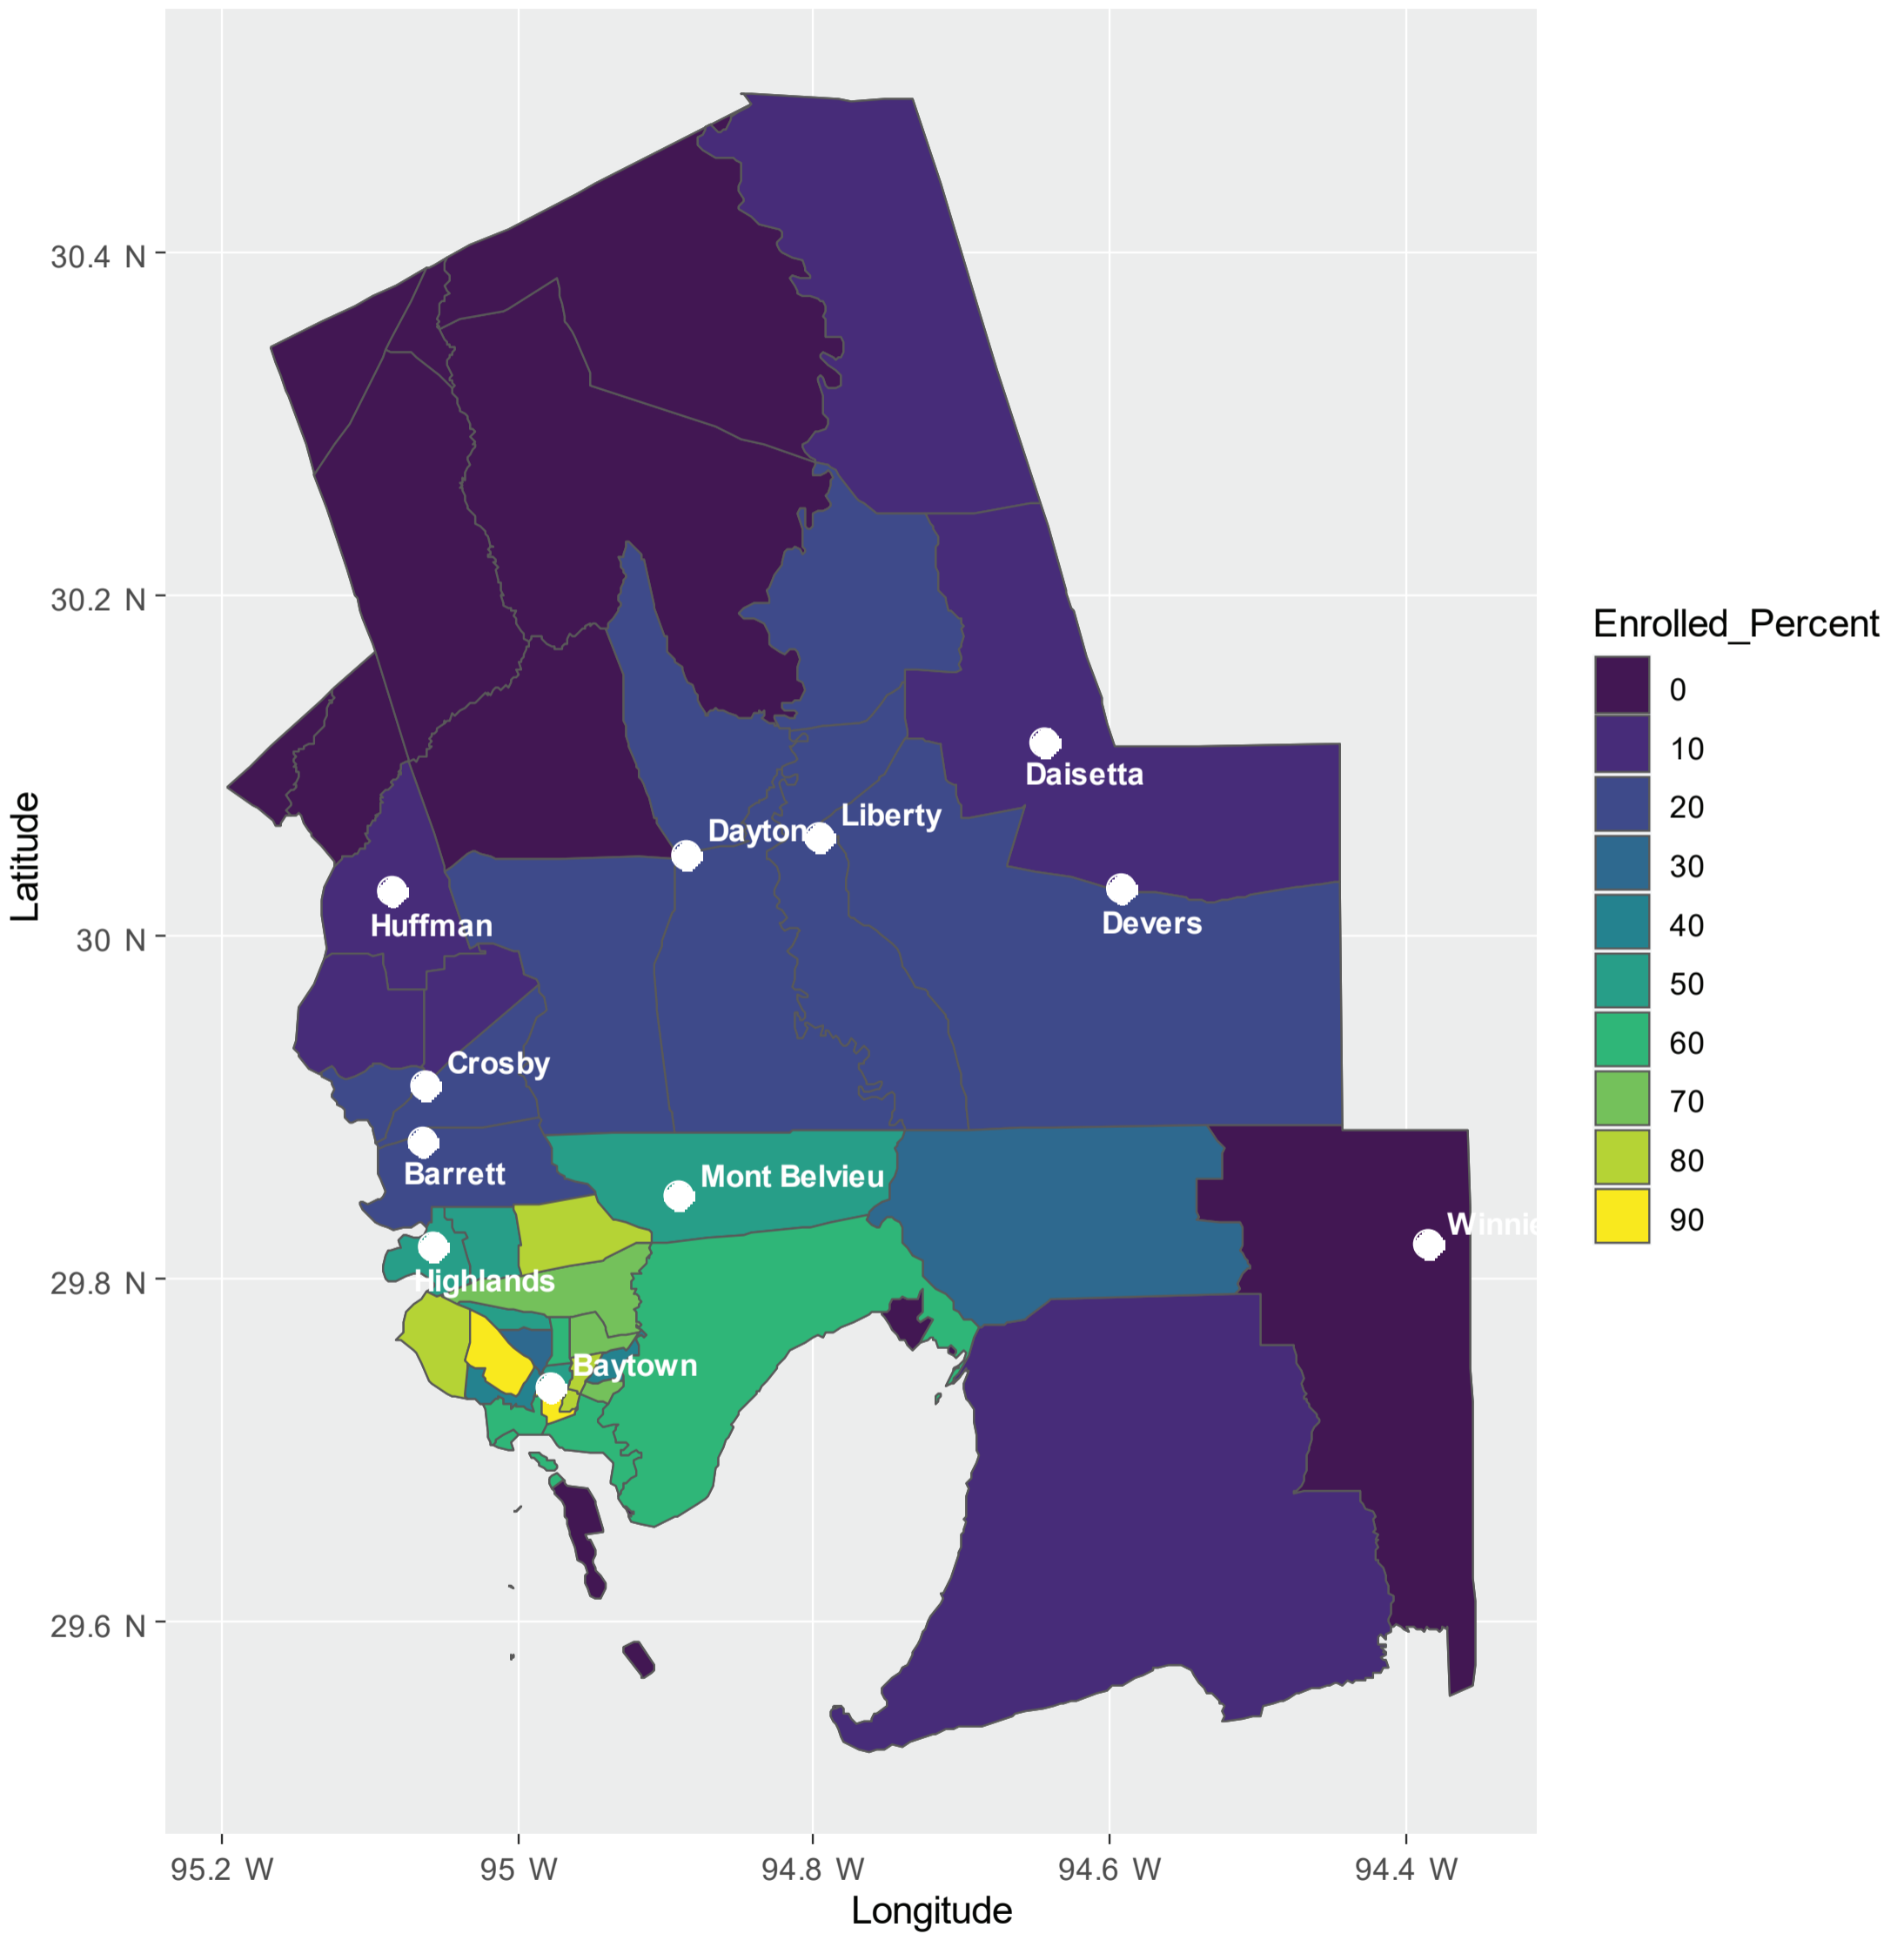 30.4 N
30.2 N
30 N
29.8 N
29.6 N
Latitude
Daisetta
Liberty
Dayton
Devers
Huffman
Crosby
Barrett
Mont Belvieu
Winnie
Highlands
Baytown
95.2 W
95 W
94.8 W
94.6 W
94.4 W
Longitude
Enrolled_Percent
0
10
20
30
40
50
60
70
80
90